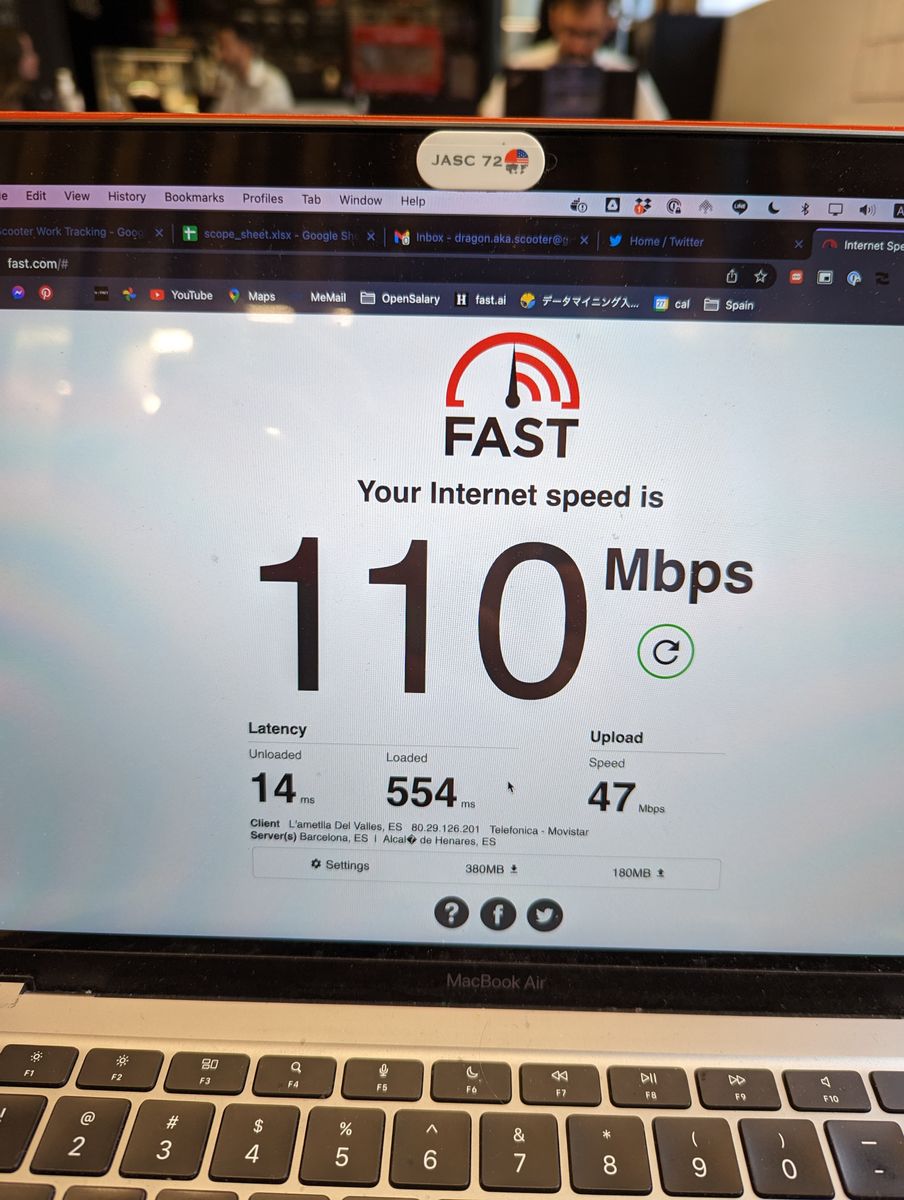 JASC 72
Edit View History Bookmarks Profiles Tab Window Help
cooter Work Tracking - Goog scope_sheet.xlsx - Google Sh Inbox - dragon.aka.scooter@g Home / Twitter Internet Spe
fast.com/#
YouTube Maps MeMail OpenSalary H fast.ai データマイニング入... cal Spain
FAST
Your Internet speed is
110 Mbps
Latency Upload
Unloaded Loaded Speed
14 ms 554 ms 47 Mbps
Client L'ametlla Del Valles, ES 80.29.126.201 Telefonica - Movistar
Server(s) Barcelona, ES | Alcal� de Henares, ES
Settings 380MB 180MB
?
MacBook Air
F1 F2 F3 F4 F5 F6 F7 F8 F9 F10
! @ # $ % ^ & * ( ) _
2 3 4 5 6 7 8 9 0 -